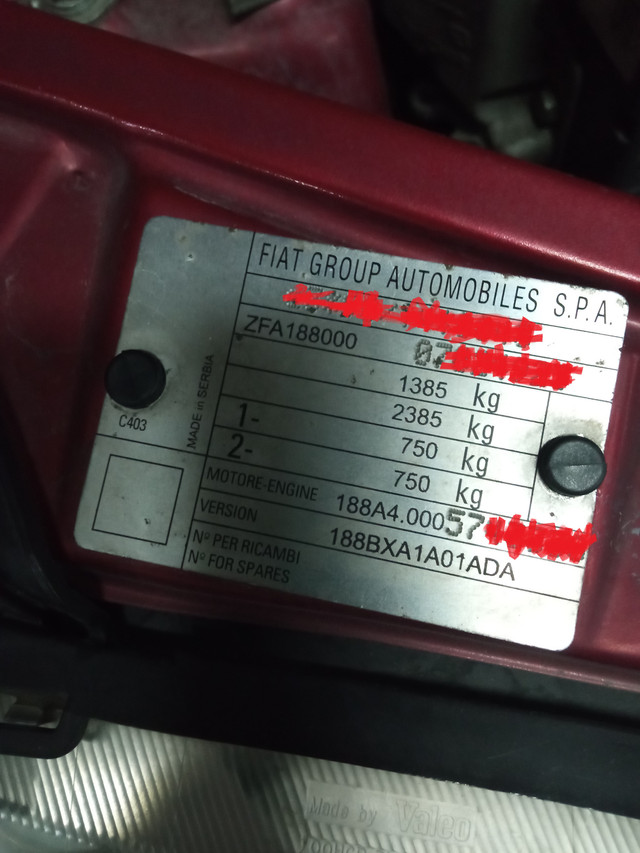 FIAT GROUP AUTOMOBILES S.P.A.
ZFA188000 07
1385 kg
2385 kg
1- 750 kg
2- 750 kg
MOTORE-ENGINE 188A4.000 57
VERSION 188BXA1A01ADA
Nº PER RICAMBI
Nº FOR SPARES
MADE in SERBIA
C403
Made by Valeo